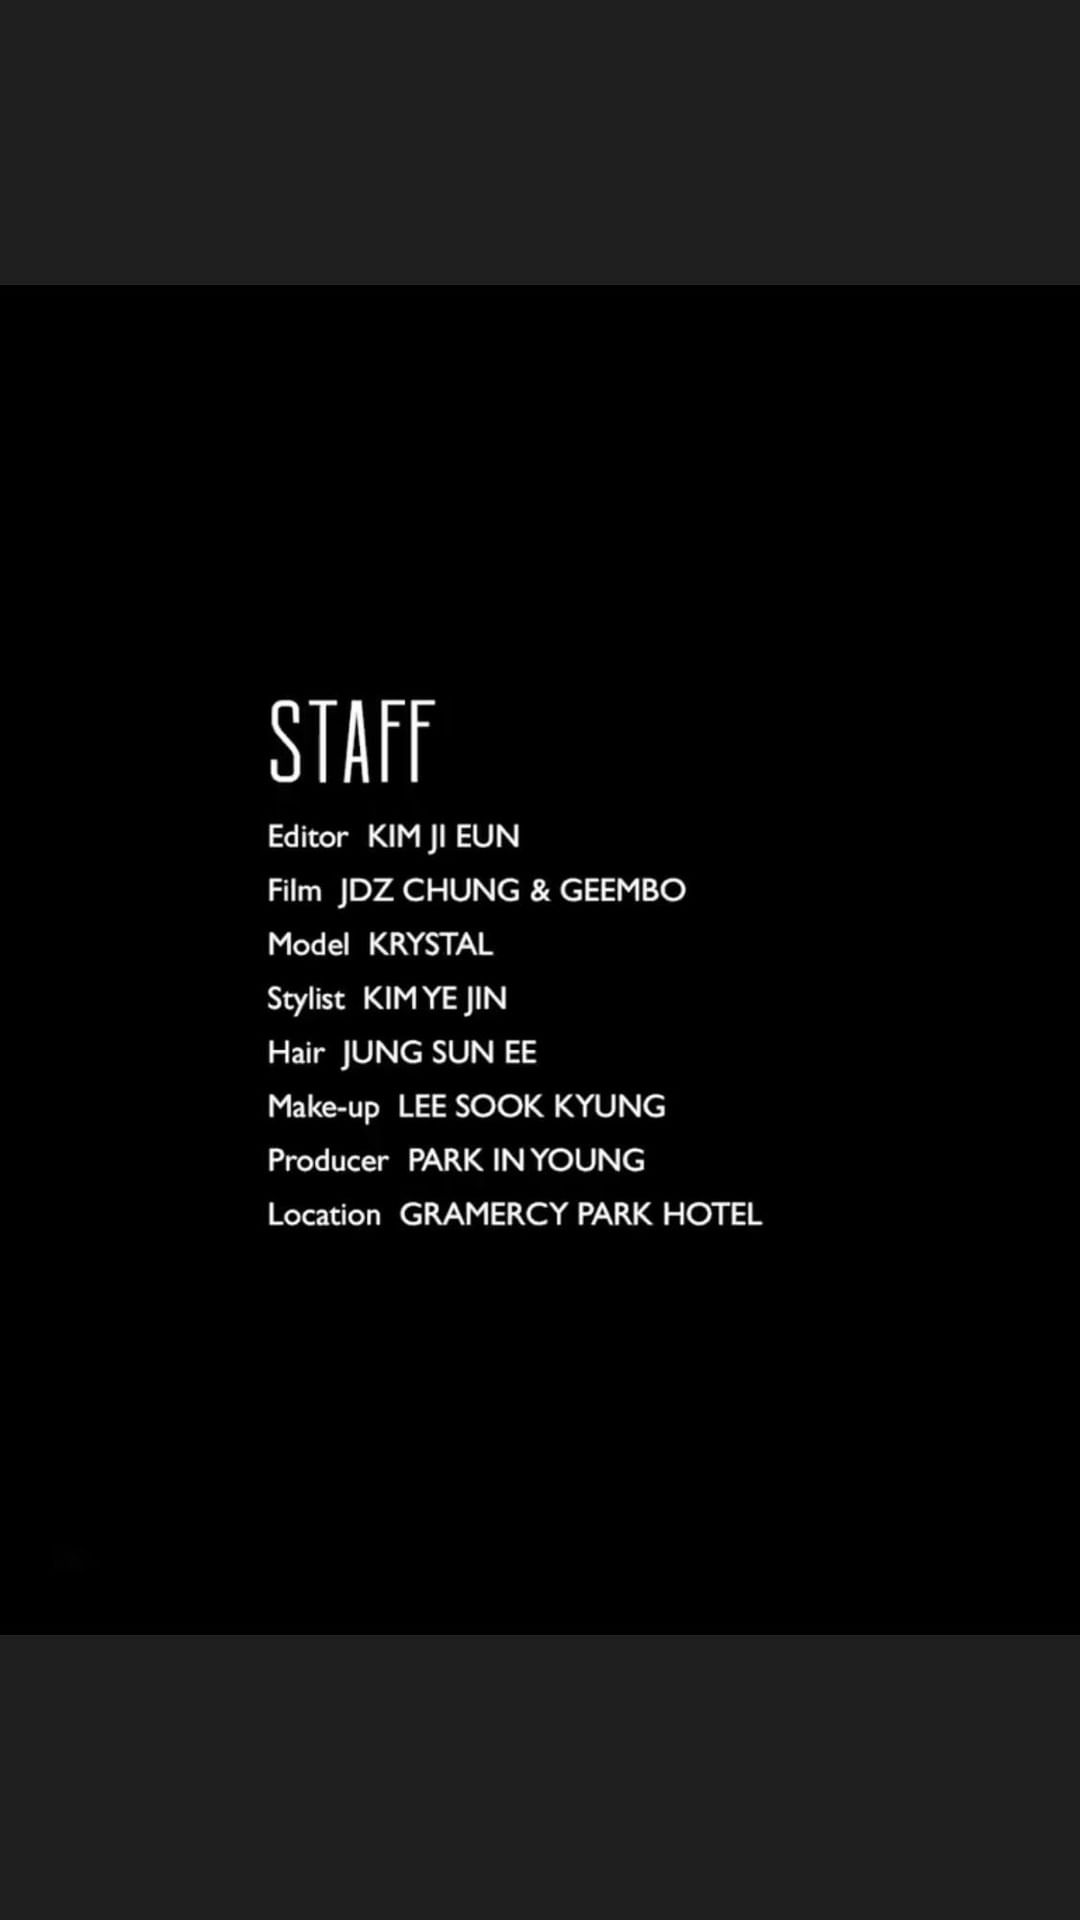 STAFF
Editor KIM JI EUN
Film JDZ CHUNG & GEEMBO
Model KRYSTAL
Stylist KIM YE JIN
Hair JUNG SUN EE
Make-up LEE SOOK KYUNG
Producer PARK IN YOUNG
Location GRAMERCY PARK HOTEL